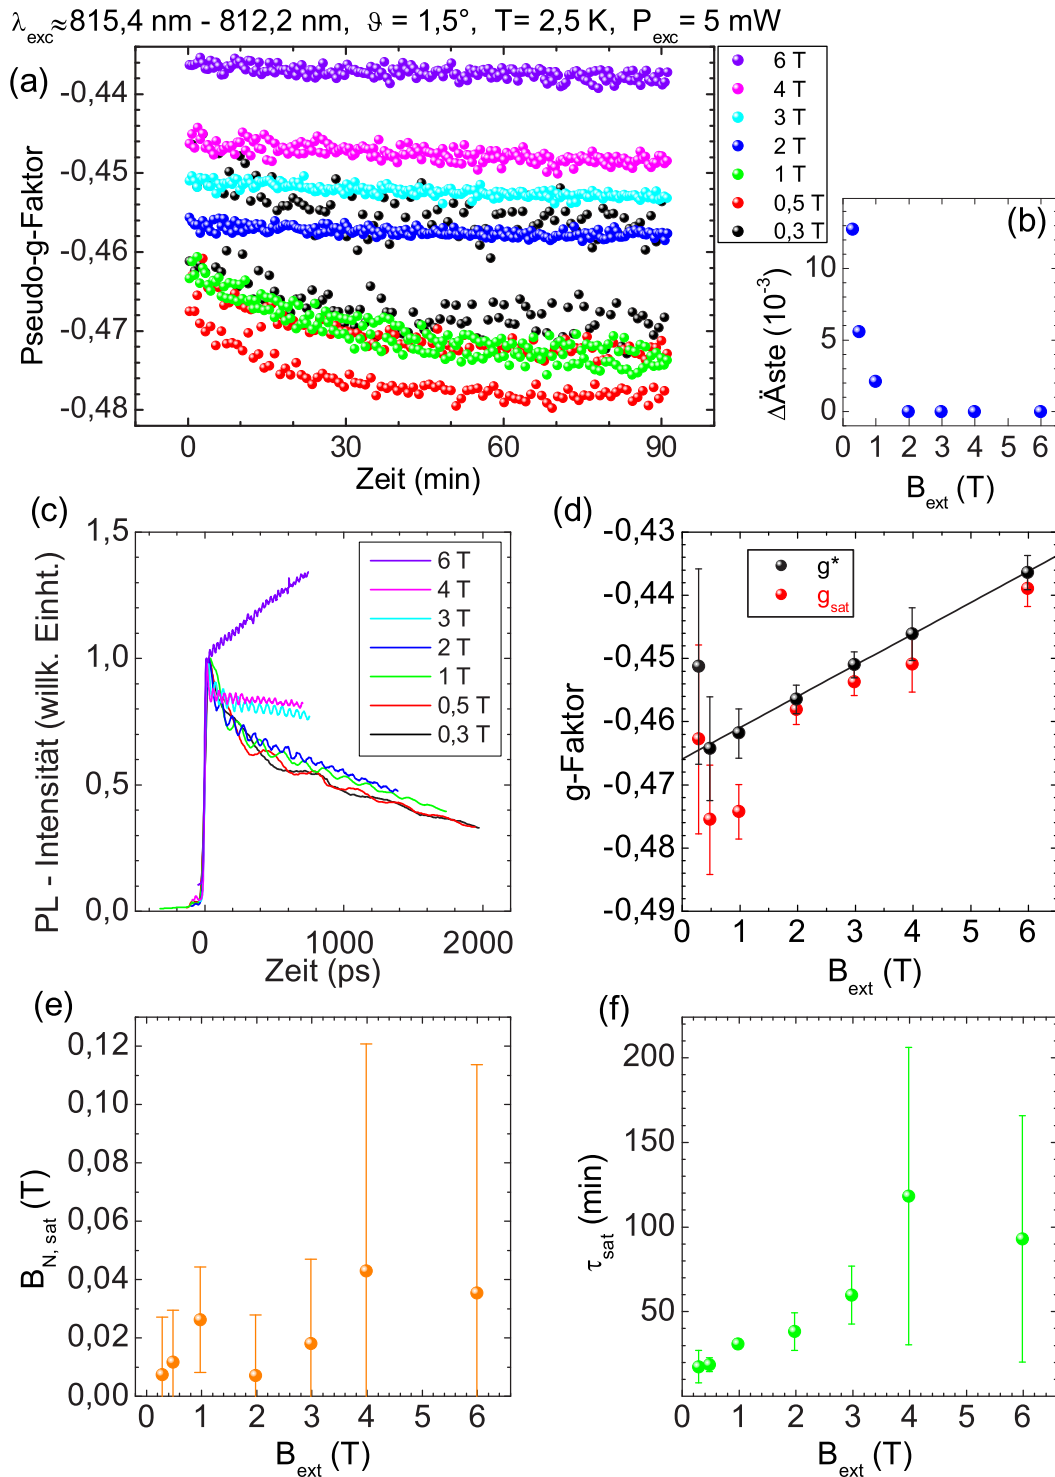 λexc≈815,4 nm - 812,2 nm, ϑ = 1,5°, T= 2,5 K, Pexc= 5 mW
(a)
-0,44
-0,45
-0,46
-0,47
-0,48
Pseudo-g-Faktor
0 30 60 90
Zeit (min)
6 T
4 T
3 T
2 T
1 T
0,5 T
0,3 T
(b)
10
5
0
ΔÄste (10-3)
0 1 2 3 4 5 6
Bext (T)
(c)
1,5
1,0
0,5
0,0
PL - Intensität (willk. Einht.)
0 1000 2000
Zeit (ps)
6 T
4 T
3 T
2 T
1 T
0,5 T
0,3 T
(d)
-0,43
-0,44
-0,45
-0,46
-0,47
-0,48
-0,49
g-Faktor
g*
gsat
0 1 2 3 4 5 6
Bext (T)
(e)
0,12
0,10
0,08
0,06
0,04
0,02
0,00
BN, sat (T)
0 1 2 3 4 5 6
Bext (T)
(f)
200
150
100
50
τsat (min)
0 1 2 3 4 5 6
Bext (T)